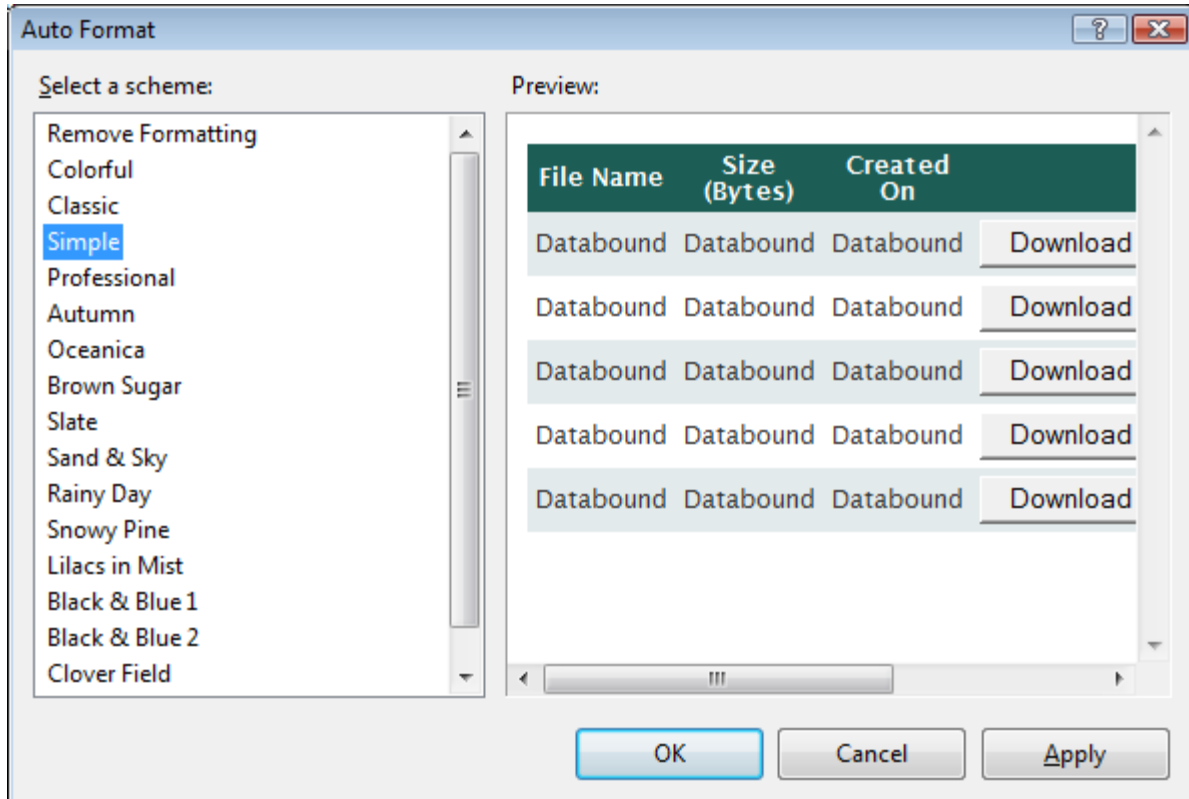 Auto Format
Select a scheme:
Remove Formatting
Colorful
Classic
Simple
Professional
Autumn
Oceanica
Brown Sugar
Slate
Sand & Sky
Rainy Day
Snowy Pine
Lilacs in Mist
Black & Blue 1
Black & Blue 2
Clover Field
Preview:
File Name Size (Bytes) Created On
Databound Databound Databound Download
Databound Databound Databound Download
Databound Databound Databound Download
Databound Databound Databound Download
Databound Databound Databound Download
OK Cancel Apply